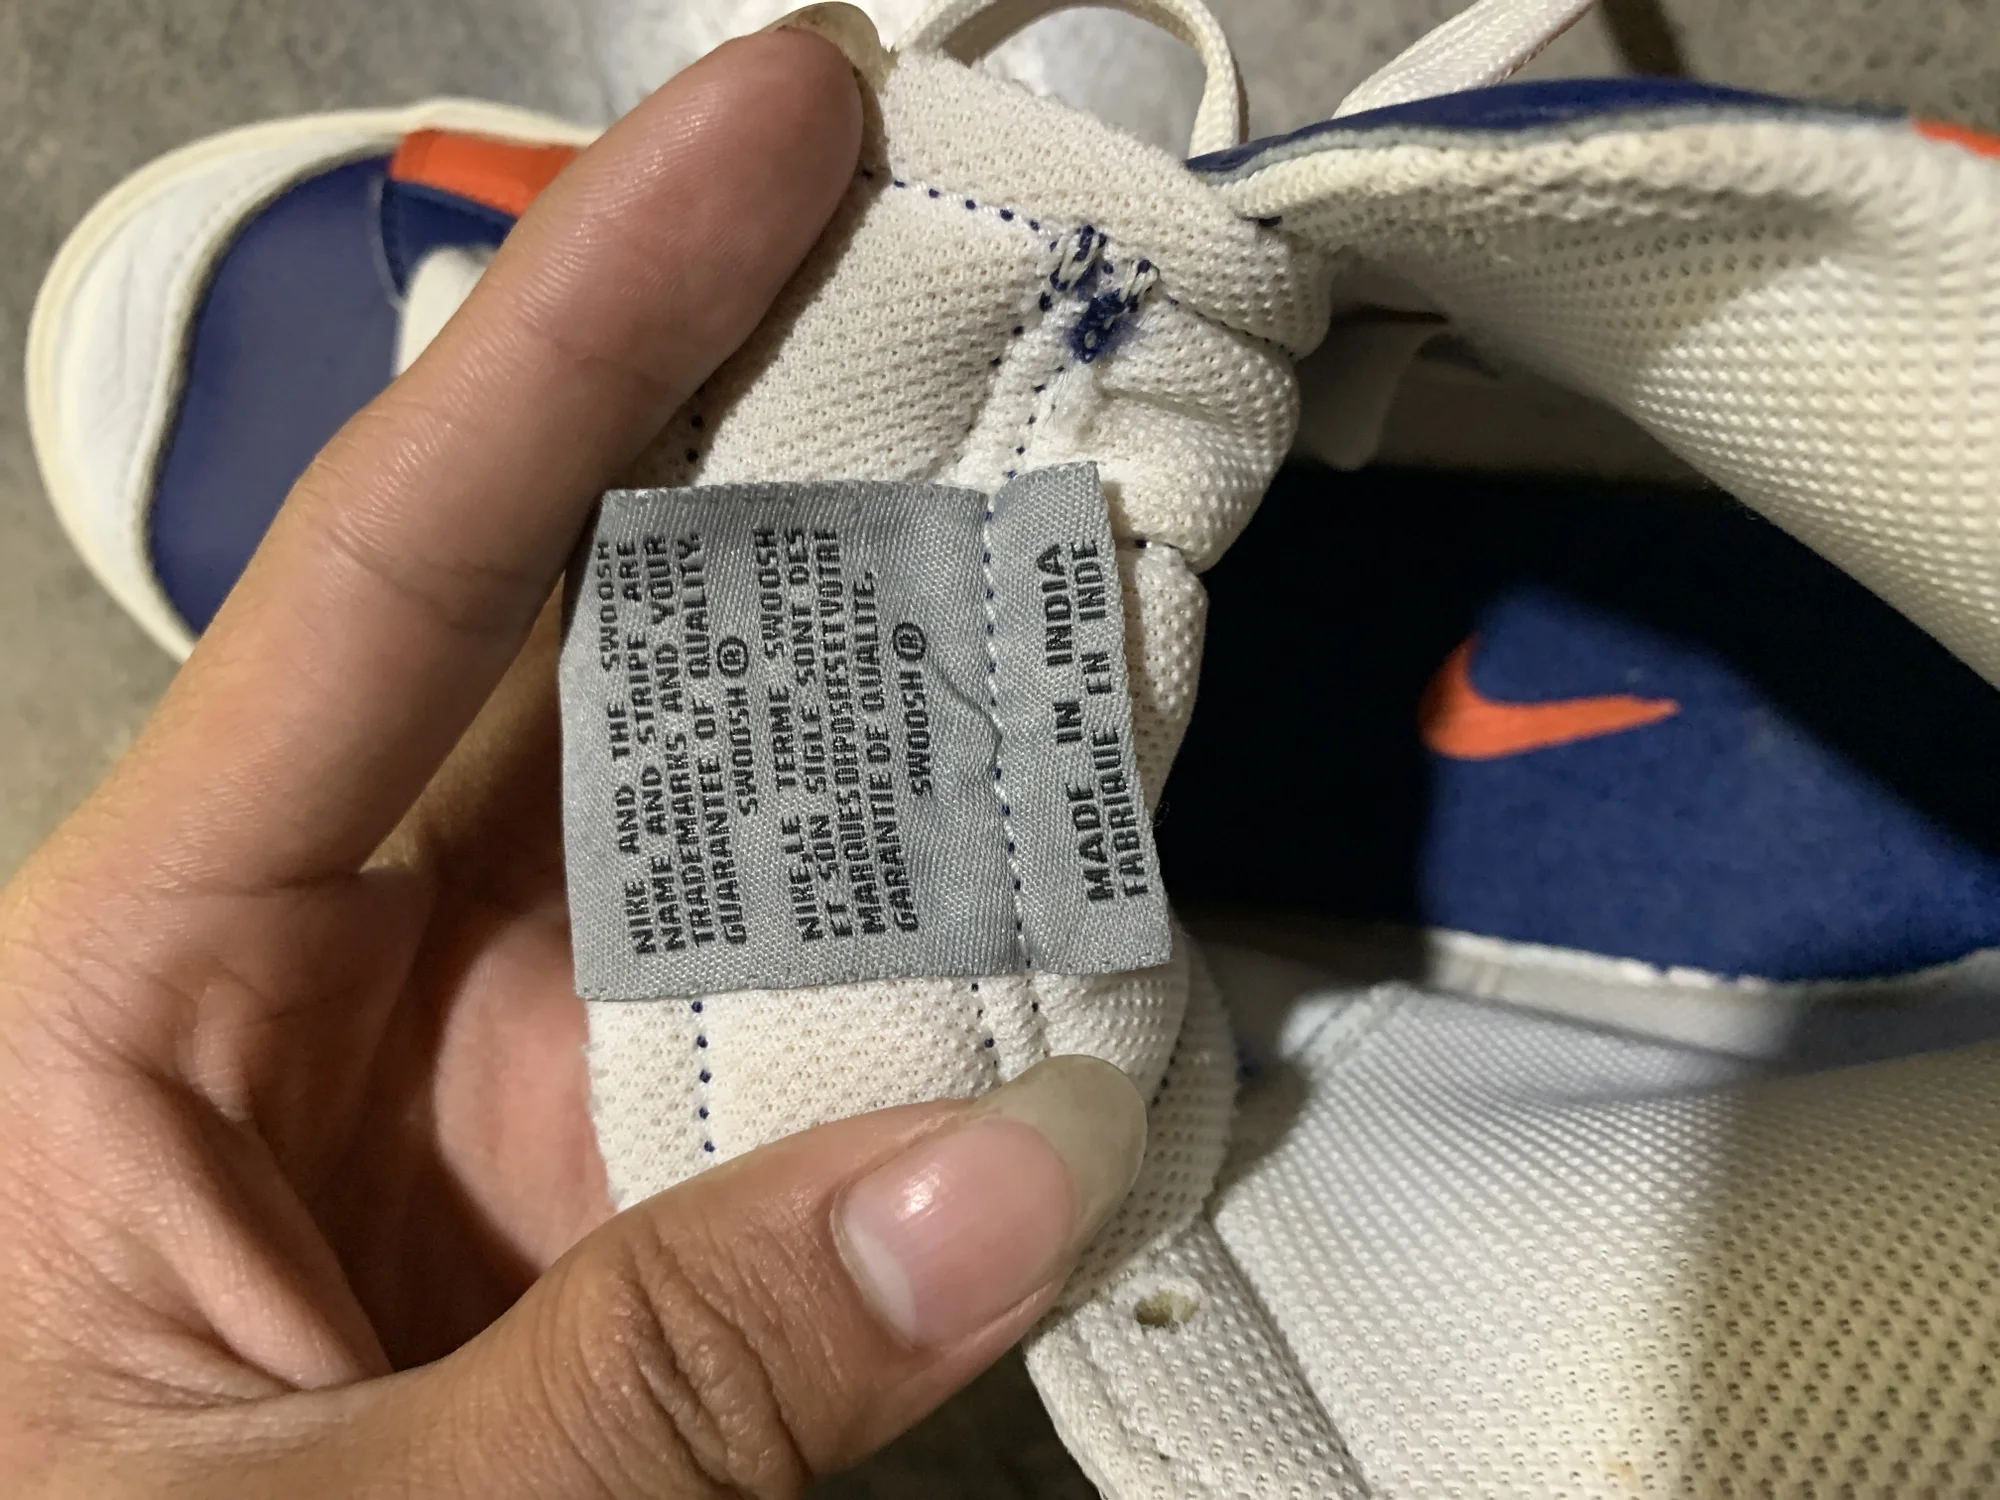 NIKE AND THE SWOOSH
NAME AND STRIPE ARE
TRADEMARKS AND YOUR
GUARANTEE OF QUALITY.
SWOOSH ®
NIKE,LE TERME SWOOSH
ET SON SIGLE SONT DES
MARQUES DEPOSEES ET VOTRE
GARANTIE DE QUALITE.
SWOOSH ®
MADE IN INDIA
FABRIQUE EN INDE